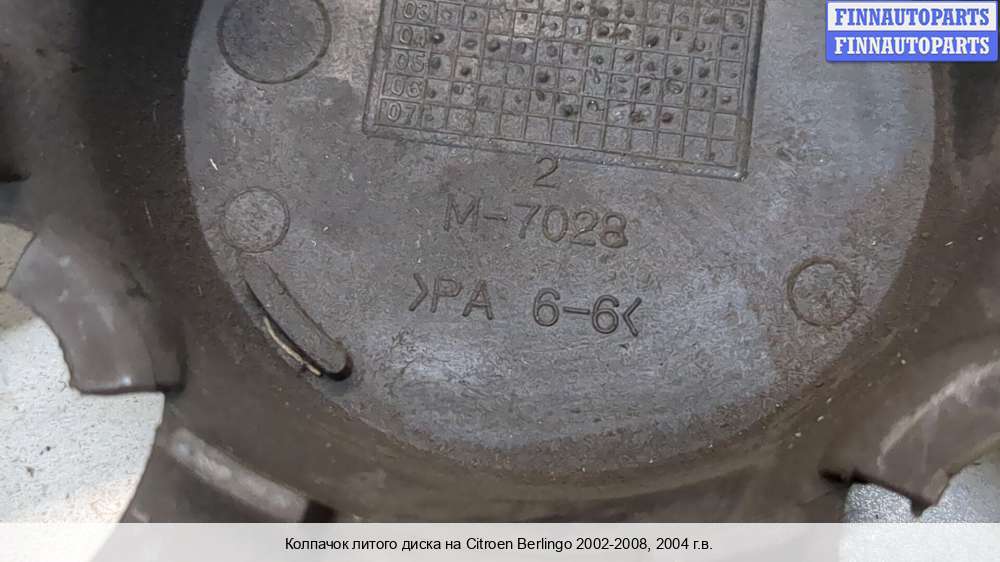 FINNAUTOPARTS
FINNAUTOPARTS
03
04
05
06
07
2
M-7028
>PA 6-6<
Колпачок литого диска на Citroen Berlingo 2002-2008, 2004 г.в.